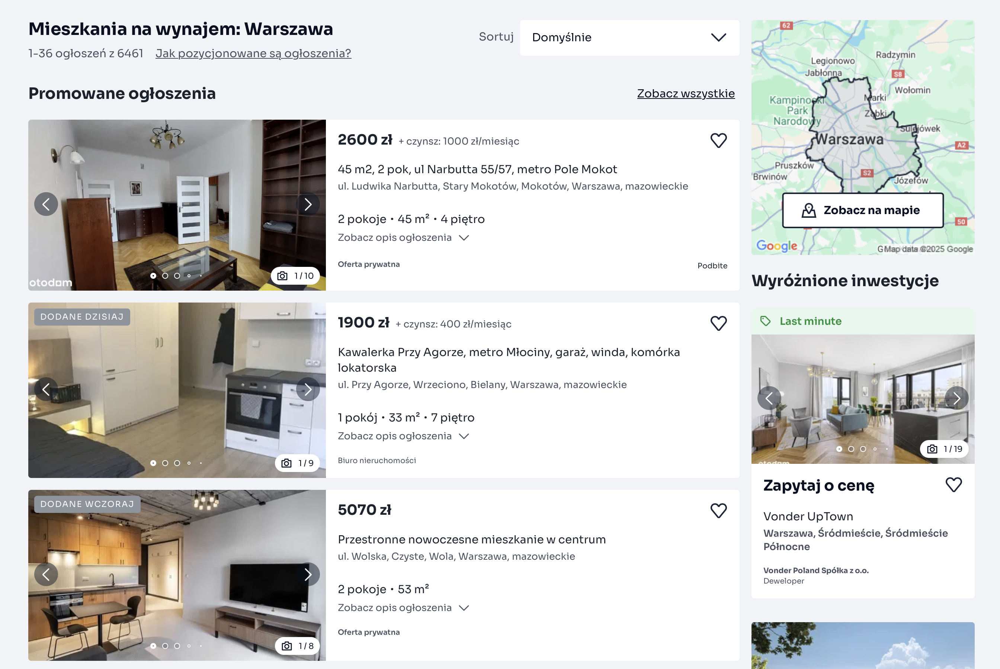 Mieszkania na wynajem: Warszawa
1-36 ogłoszeń z 6461 Jak pozycjonowane są ogłoszenia?
Sortuj Domyślnie
Promowane ogłoszenia
Zobacz wszystkie
otodom
1/10
2600 zł + czynsz: 1000 zł/miesiąc
45 m2, 2 pok, ul Narbutta 55/57, metro Pole Mokot
ul. Ludwika Narbutta, Stary Mokotów, Mokotów, Warszawa, mazowieckie
2 pokoje • 45 m² • 4 piętro
Zobacz opis ogłoszenia
Oferta prywatna
Podbite
DODANE DZISIAJ
1/9
1900 zł + czynsz: 400 zł/miesiąc
Kawalerka Przy Agorze, metro Młociny, garaż, winda, komórka
lokatorska
ul. Przy Agorze, Wrzeciono, Bielany, Warszawa, mazowieckie
1 pokój • 33 m² • 7 piętro
Zobacz opis ogłoszenia
Biuro nieruchomości
DODANE WCZORAJ
1/8
5070 zł
Przestronne nowoczesne mieszkanie w centrum
ul. Wolska, Czyste, Wola, Warszawa, mazowieckie
2 pokoje • 53 m²
Zobacz opis ogłoszenia
Oferta prywatna
62
Radzymin
Legionowo
Jabłonna
S8
Wołomin
Marki
Kampinoski
Park
Narodowy
Ząbki
Sulejówek
Warszawa
A2
Pruszków
S2
Brwinów
Józefów
Zobacz na mapie
50
Google
Map data ©2025 Google
Wyróżnione inwestycje
Last minute
1/19
otodom
Zapytaj o cenę
Vonder UpTown
Warszawa, Śródmieście, Śródmieście
Północne
Vonder Poland Spółka z o.o.
Deweloper